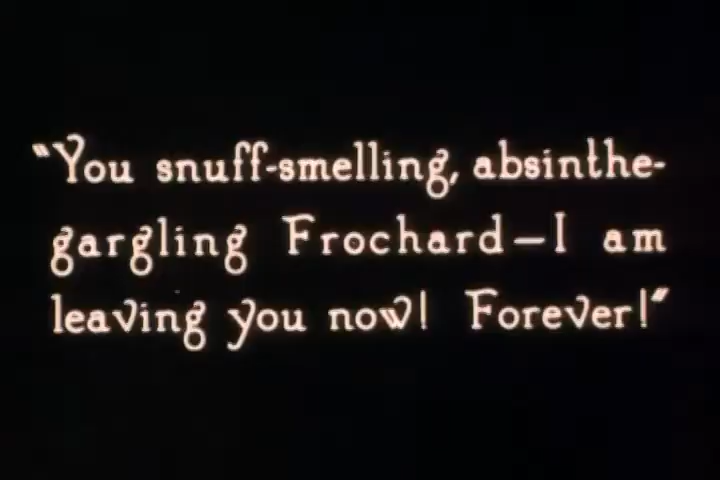 "You snuff-smelling, absinthe-
gargling Frochard—I am
leaving you now! Forever!"